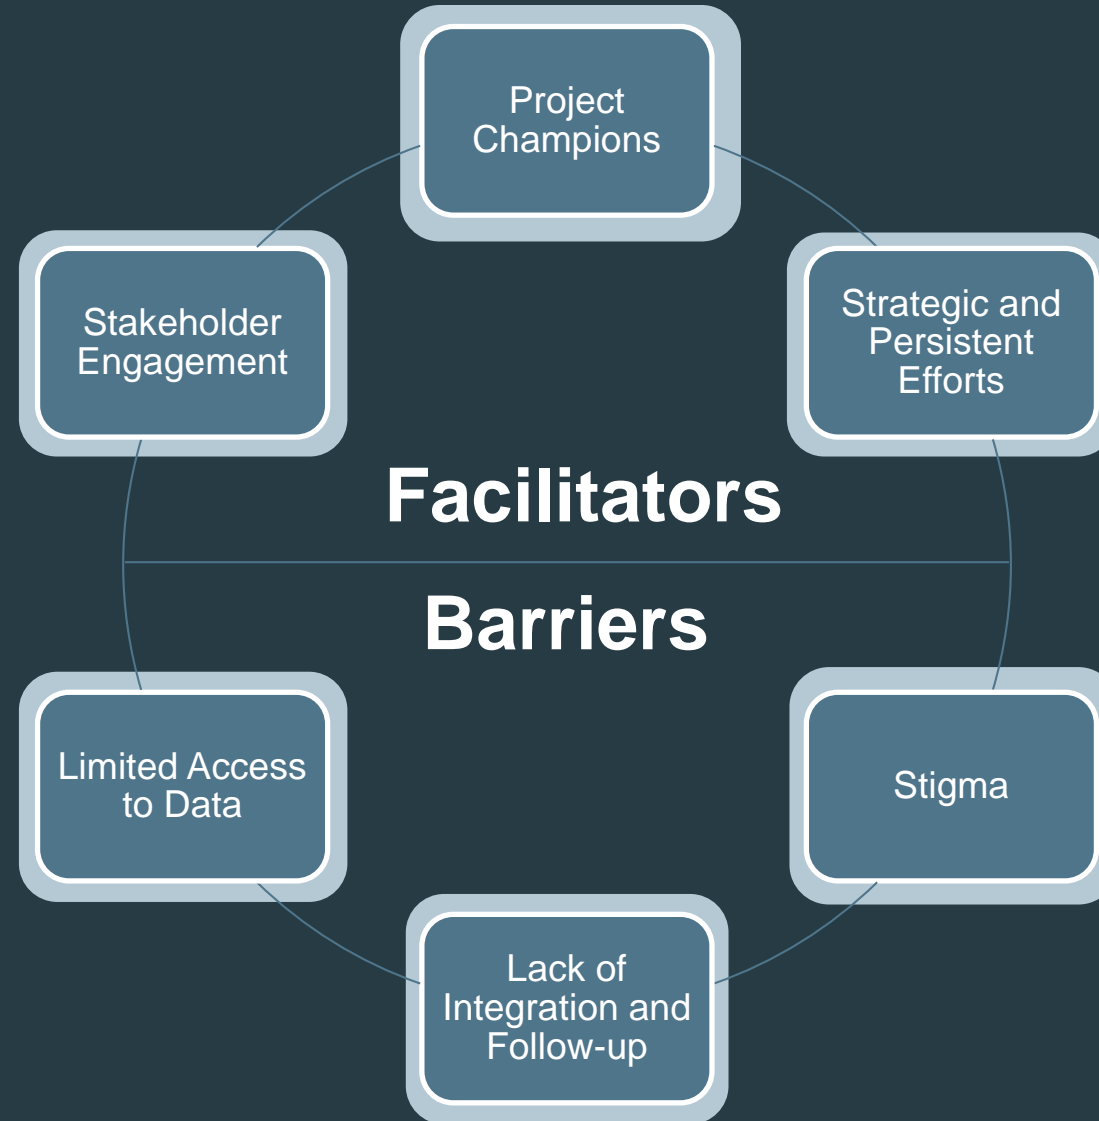 Project
Champions
Stakeholder
Engagement
Strategic and
Persistent
Efforts
Facilitators
Barriers
Limited Access
to Data
Stigma
Lack of
Integration and
Follow-up